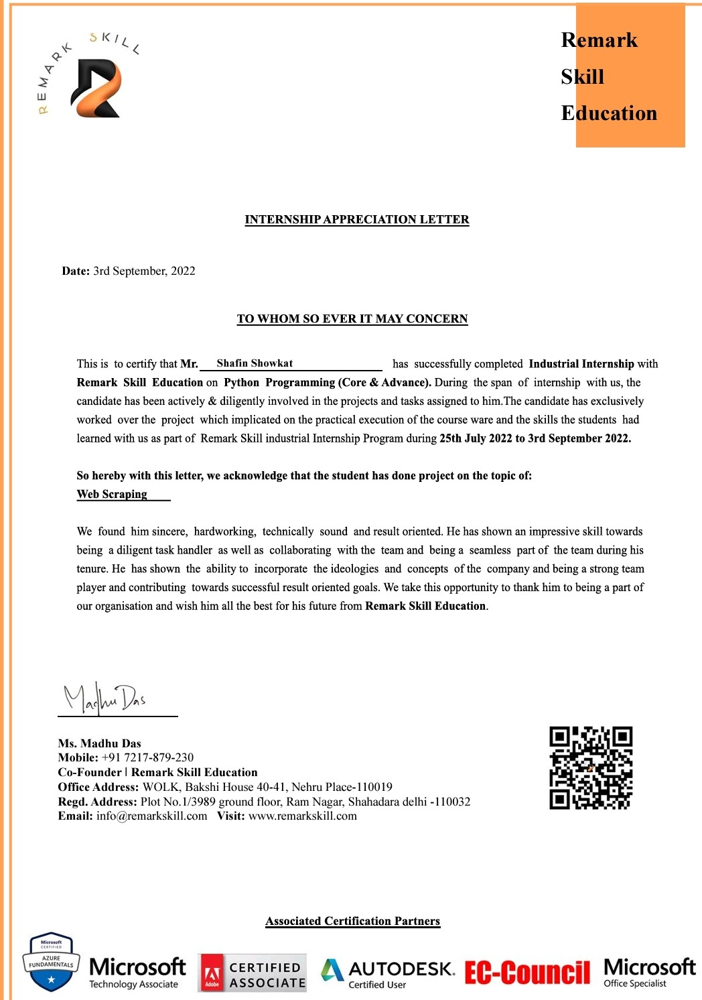 REMARK SKILL
Remark
Skill
Education
INTERNSHIP APPRECIATION LETTER
Date: 3rd September, 2022
TO WHOM SO EVER IT MAY CONCERN
This is to certify that Mr. Shafin Showkat has successfully completed Industrial Internship with
Remark Skill Education on Python Programming (Core & Advance). During the span of internship with us, the
candidate has been actively & diligently involved in the projects and tasks assigned to him.The candidate has exclusively
worked over the project which implicated on the practical execution of the course ware and the skills the students had
learned with us as part of Remark Skill industrial Internship Program during 25th July 2022 to 3rd September 2022.
So hereby with this letter, we acknowledge that the student has done project on the topic of:
Web Scraping
We found him sincere, hardworking, technically sound and result oriented. He has shown an impressive skill towards
being a diligent task handler as well as collaborating with the team and being a seamless part of the team during his
tenure. He has shown the ability to incorporate the ideologies and concepts of the company and being a strong team
player and contributing towards successful result oriented goals. We take this opportunity to thank him to being a part of
our organisation and wish him all the best for his future from Remark Skill Education.
Madhu Das
Ms. Madhu Das
Mobile: +91 7217-879-230
Co-Founder | Remark Skill Education
Office Address: WOLK, Bakshi House 40-41, Nehru Place-110019
Regd. Address: Plot No.1/3989 ground floor, Ram Nagar, Shahadara delhi -110032
Email: info@remarkskill.com Visit: www.remarkskill.com
Associated Certification Partners
Microsoft
CERTIFIED
AZURE
FUNDAMENTALS
Microsoft
Technology Associate
Adobe
CERTIFIED
ASSOCIATE
AUTODESK.
Certified User
EC-Council
Microsoft
Office Specialist